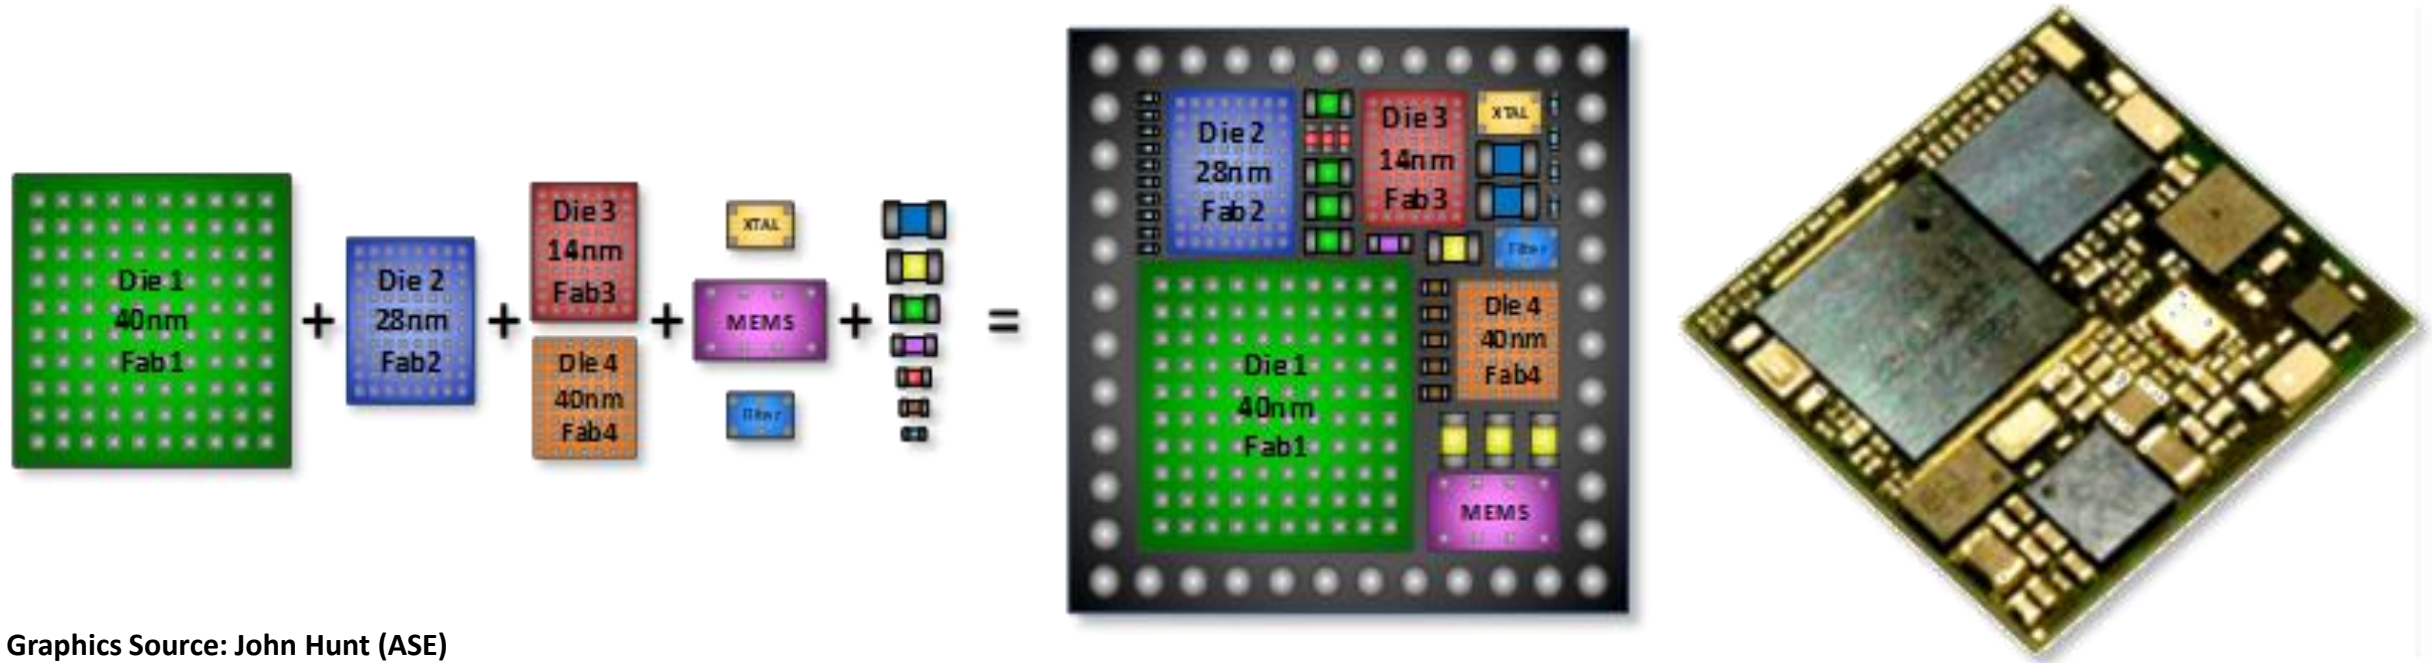 Die 1
40nm
Fab1
+
Die 2
28nm
Fab2
+
Die 3
14nm
Fab3
Die 4
40nm
Fab4
+
XTAL
MEMS
Filter
+
=
Die 2
28nm
Fab2
Die 3
14nm
Fab3
XTAL
Filter
Die 1
40nm
Fab1
Die 4
40nm
Fab4
MEMS
Graphics Source: John Hunt (ASE)